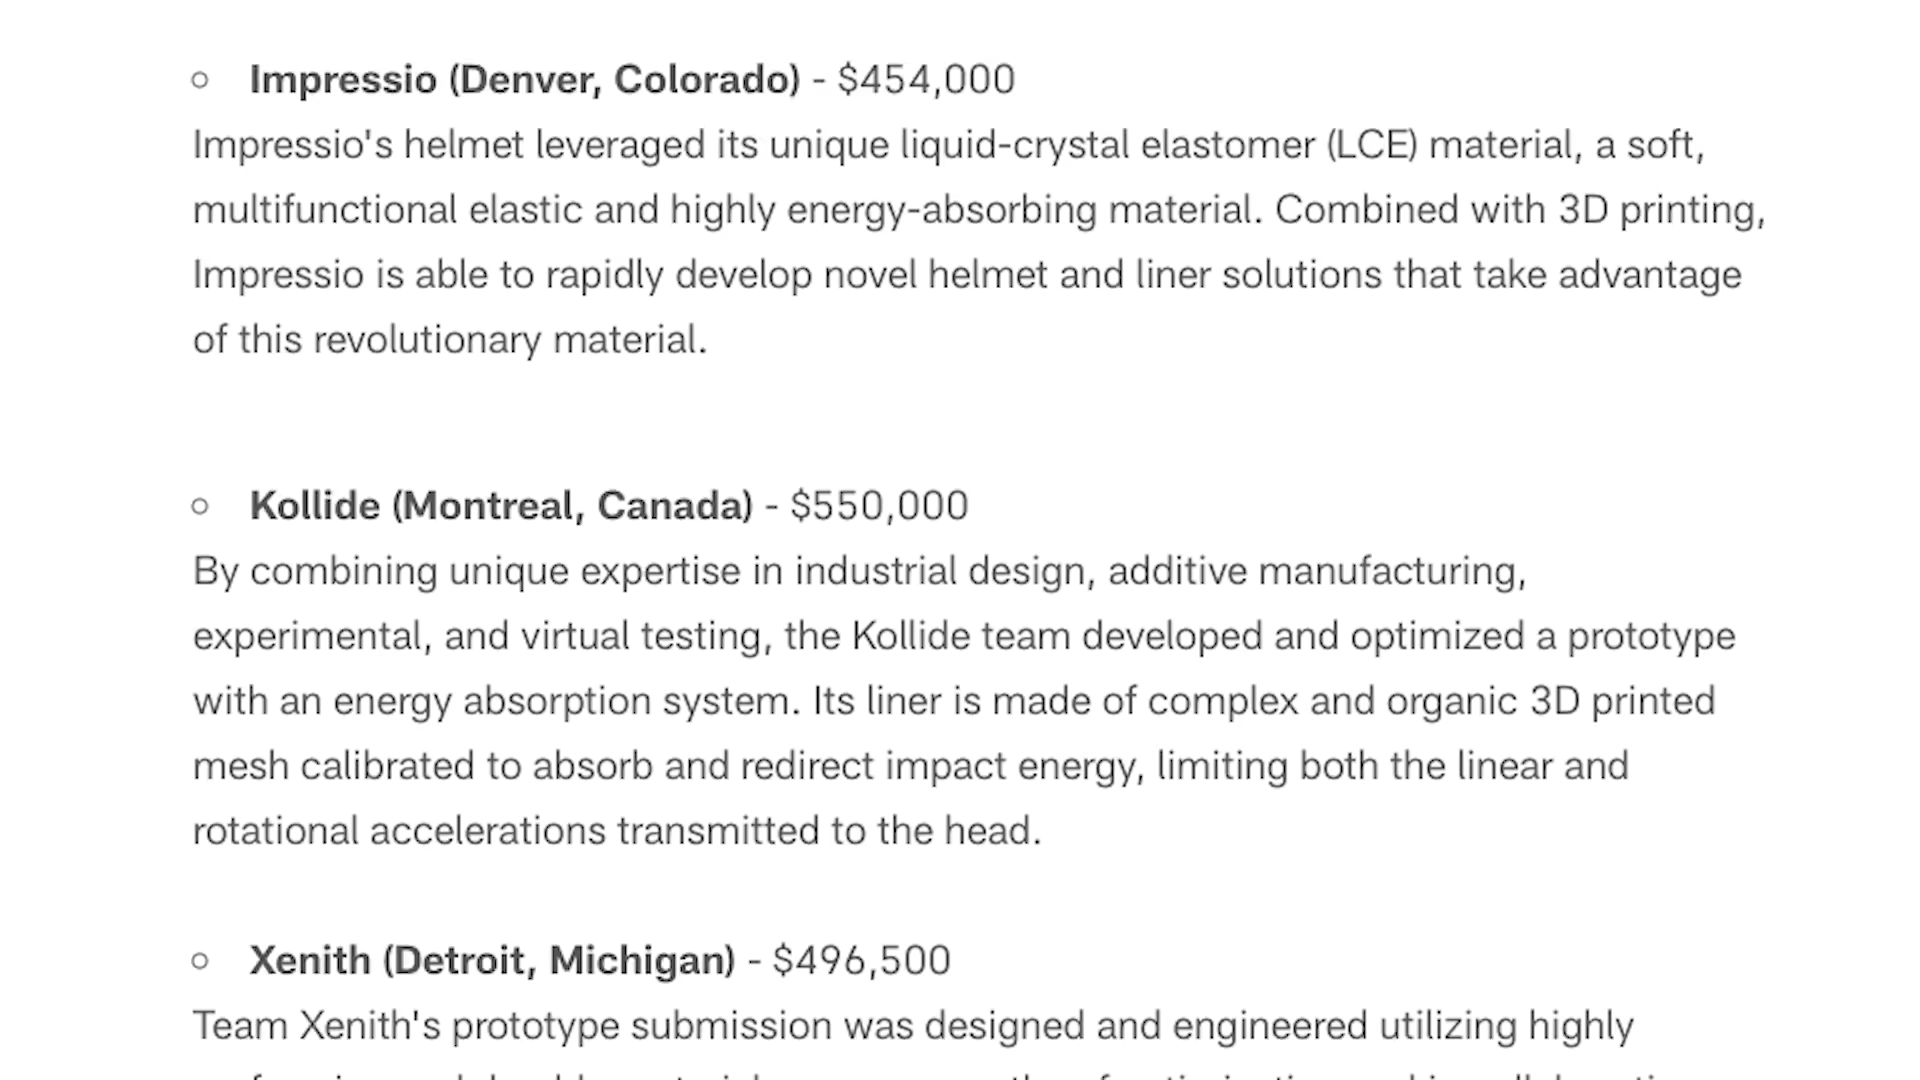 Impressio (Denver, Colorado) - $454,000
Impressio's helmet leveraged its unique liquid-crystal elastomer (LCE) material, a soft,
multifunctional elastic and highly energy-absorbing material. Combined with 3D printing,
Impressio is able to rapidly develop novel helmet and liner solutions that take advantage
of this revolutionary material.
Kollide (Montreal, Canada) - $550,000
By combining unique expertise in industrial design, additive manufacturing,
experimental, and virtual testing, the Kollide team developed and optimized a prototype
with an energy absorption system. Its liner is made of complex and organic 3D printed
mesh calibrated to absorb and redirect impact energy, limiting both the linear and
rotational accelerations transmitted to the head.
Xenith (Detroit, Michigan) - $496,500
Team Xenith's prototype submission was designed and engineered utilizing highly